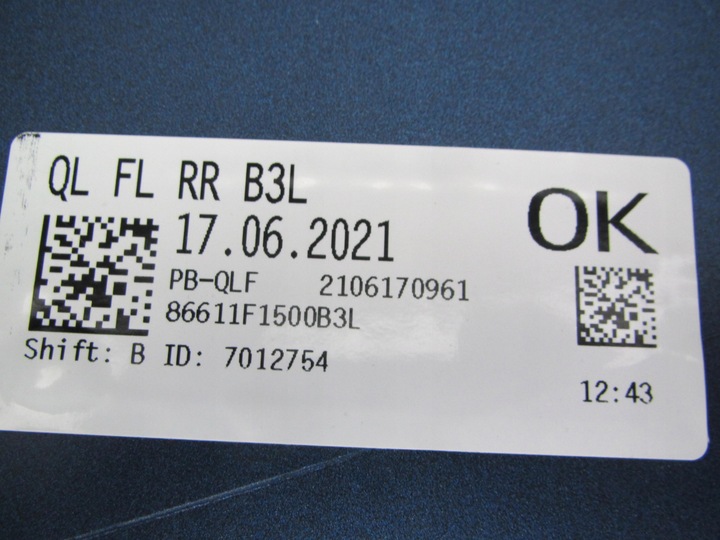 QL FL RR B3L
OK
17.06.2021
PB-QLF 2106170961
86611F1500B3L
Shift: B ID: 7012754
12:43